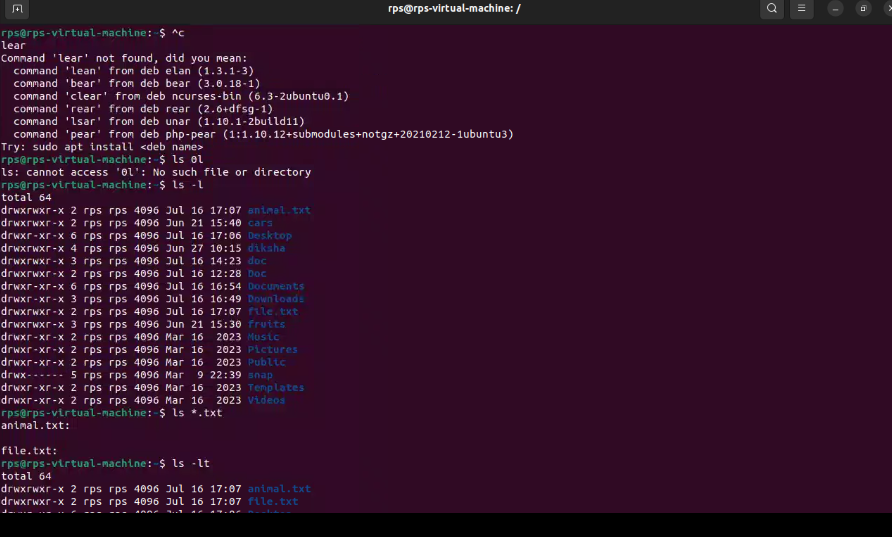 rps@rps-virtual-machine: /
rps@rps-virtual-machine:~$ ^c
lear
Command 'lear' not found, did you mean:
  command 'lean' from deb elan (1.3.1-3)
  command 'bear' from deb bear (3.0.18-1)
  command 'clear' from deb ncurses-bin (6.3-2ubuntu0.1)
  command 'rear' from deb rear (2.6+dfsg-1)
  command 'lsar' from deb unar (1.10.1-2build11)
  command 'pear' from deb php-pear (1:1.10.12+submodules+notgz+20210212-1ubuntu3)
Try: sudo apt install <deb name>
rps@rps-virtual-machine:~$ ls 0l
ls: cannot access '0l': No such file or directory
rps@rps-virtual-machine:~$ ls -l
total 64
drwxrwxr-x 2 rps rps 4096 Jul 16 17:07 animal.txt
drwxrwxr-x 2 rps rps 4096 Jun 21 15:40 cars
drwxr-xr-x 6 rps rps 4096 Jul 16 17:06 Desktop
drwxrwxr-x 4 rps rps 4096 Jun 27 10:15 diksha
drwxrwxr-x 3 rps rps 4096 Jul 16 14:23 doc
drwxrwxr-x 2 rps rps 4096 Jul 16 12:28 Doc
drwxr-xr-x 6 rps rps 4096 Jul 16 16:54 Documents
drwxr-xr-x 3 rps rps 4096 Jul 16 16:49 Downloads
drwxrwxr-x 2 rps rps 4096 Jul 16 17:07 file.txt
drwxrwxr-x 3 rps rps 4096 Jun 21 15:30 fruits
drwxr-xr-x 2 rps rps 4096 Mar 16  2023 Music
drwxr-xr-x 2 rps rps 4096 Mar 16  2023 Pictures
drwxr-xr-x 2 rps rps 4096 Mar 16  2023 Public
drwx------ 5 rps rps 4096 Mar  9 22:39 snap
drwxr-xr-x 2 rps rps 4096 Mar 16  2023 Templates
drwxr-xr-x 2 rps rps 4096 Mar 16  2023 Videos
rps@rps-virtual-machine:~$ ls *.txt
animal.txt:

file.txt:
rps@rps-virtual-machine:~$ ls -lt
total 64
drwxrwxr-x 2 rps rps 4096 Jul 16 17:07 animal.txt
drwxrwxr-x 2 rps rps 4096 Jul 16 17:07 file.txt